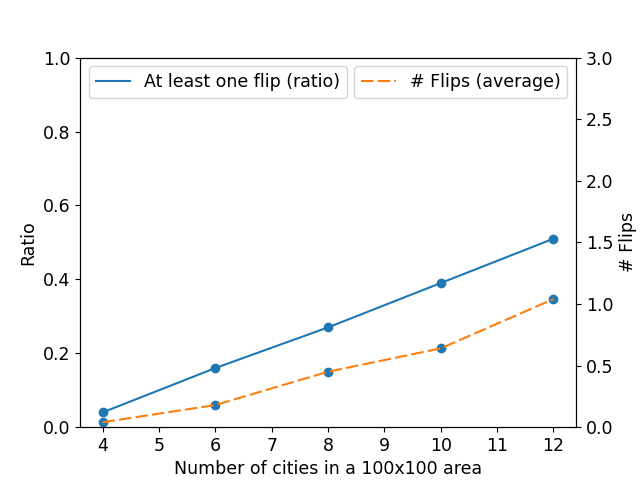 At least one flip (ratio)
# Flips (average)
Ratio
1.0
0.8
0.6
0.4
0.2
0.0
3.0
2.5
2.0
1.5
1.0
0.5
0.0
# Flips
4 5 6 7 8 9 10 11 12
Number of cities in a 100x100 area